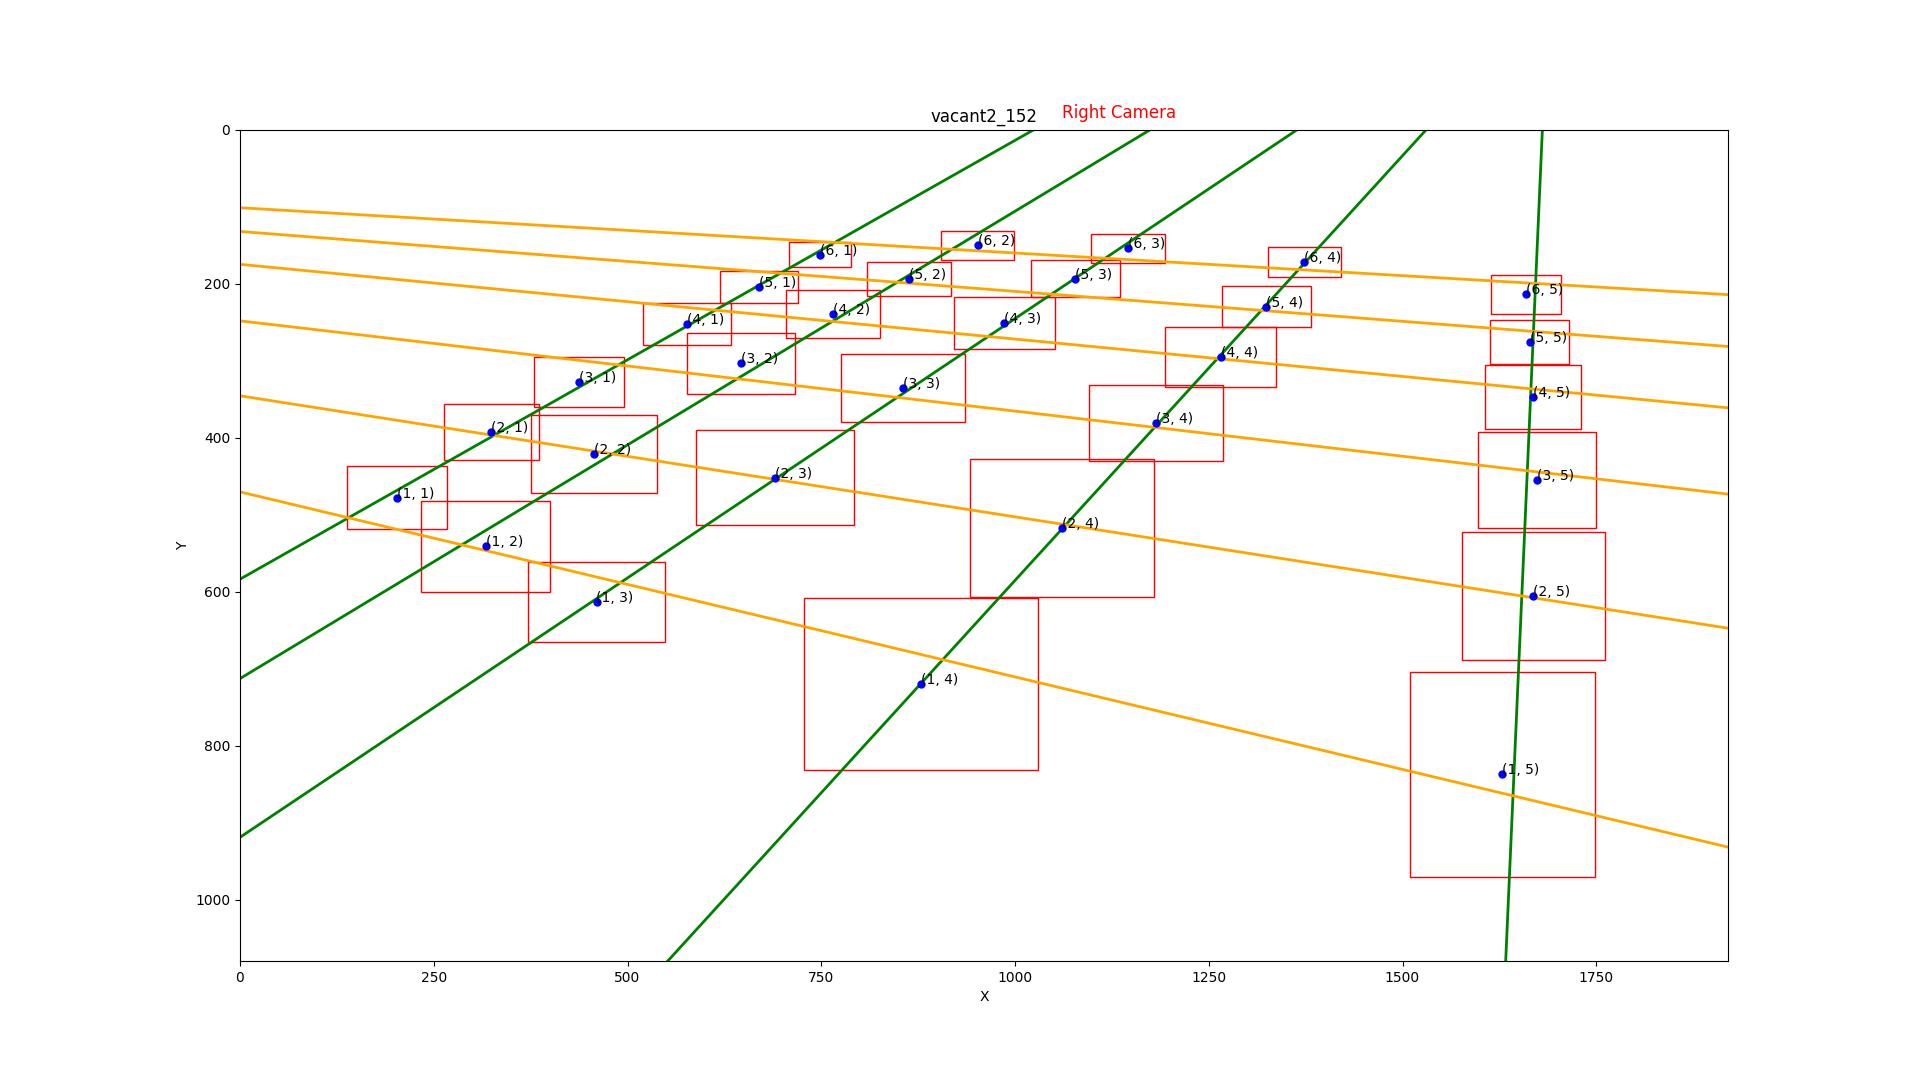 vacant2_152 Right Camera
0
(6, 1) (6, 2) (6, 3) (6, 4)
(5, 1) (5, 2) (5, 3) (6, 5)
200
(4, 1) (4, 2) (4, 3) (5, 4)
(3, 1) (3, 2) (3, 3) (4, 4) (5, 5)
400
(2, 1) (2, 2) (2, 3) (3, 4) (4, 5)
(1, 1) (3, 5)
(1, 2) (2, 4)
Y
600
(1, 3) (2, 5)
(1, 4)
800
(1, 5)
1000
0 250 500 750 1000 1250 1500 1750
X